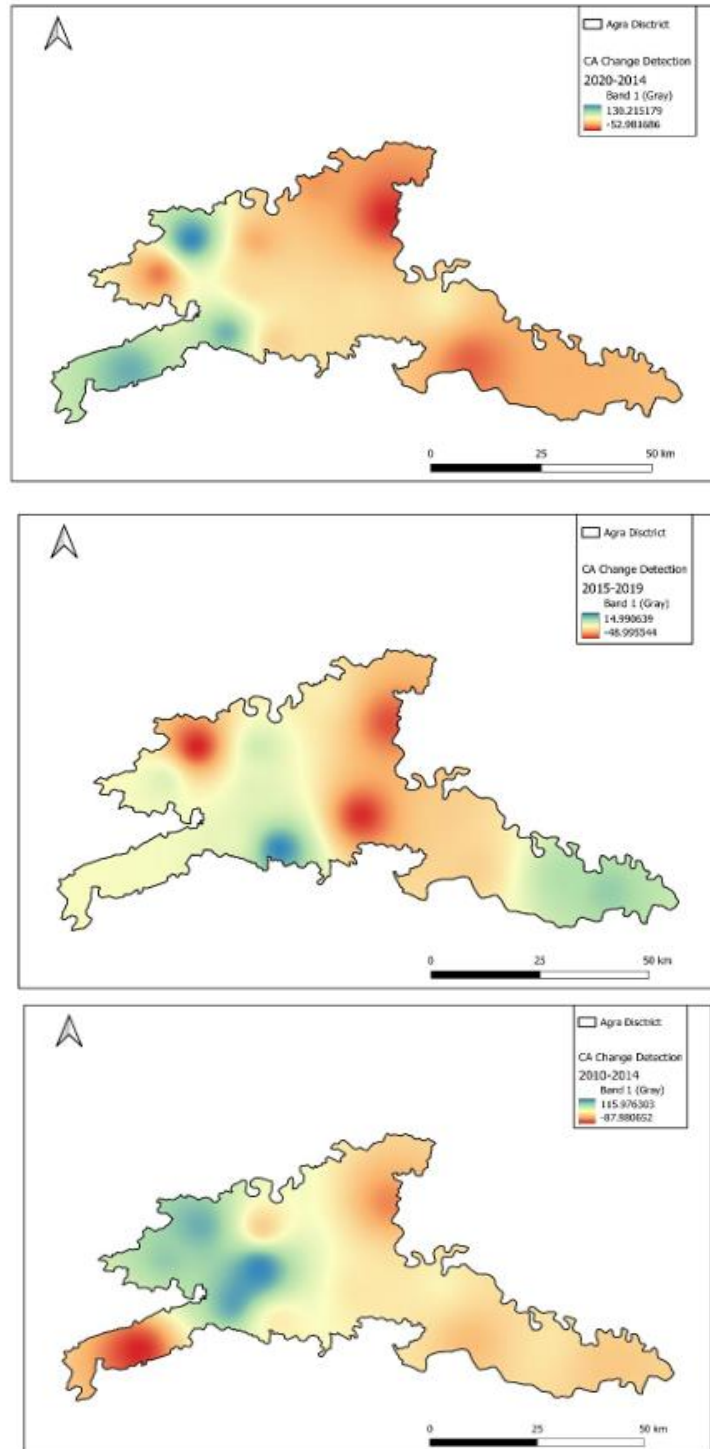 Agra Disctrict
CA Change Detection
2020-2014
Band 1 (Gray)
130.215179
-52.981686
0 25 50 km
Agra Disctrict
CA Change Detection
2015-2019
Band 1 (Gray)
14.990639
-48.995544
0 25 50 km
Agra Disctrict
CA Change Detection
2010-2014
Band 1 (Gray)
115.976303
-87.980652
0 25 50 km